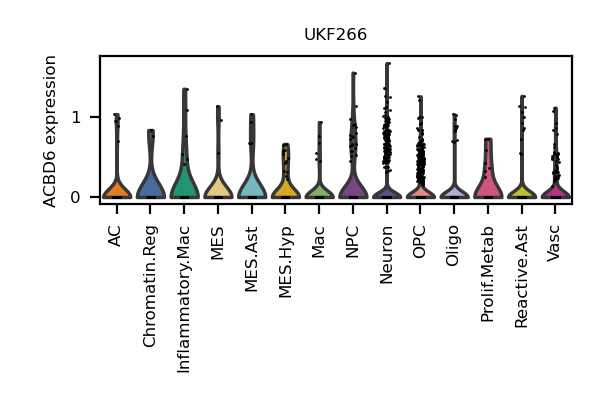 UKF266
ACBD6 expression
1
0
AC
Chromatin.Reg
Inflammatory.Mac
MES
MES.Ast
MES.Hyp
Mac
NPC
Neuron
OPC
Oligo
Prolif.Metab
Reactive.Ast
Vasc